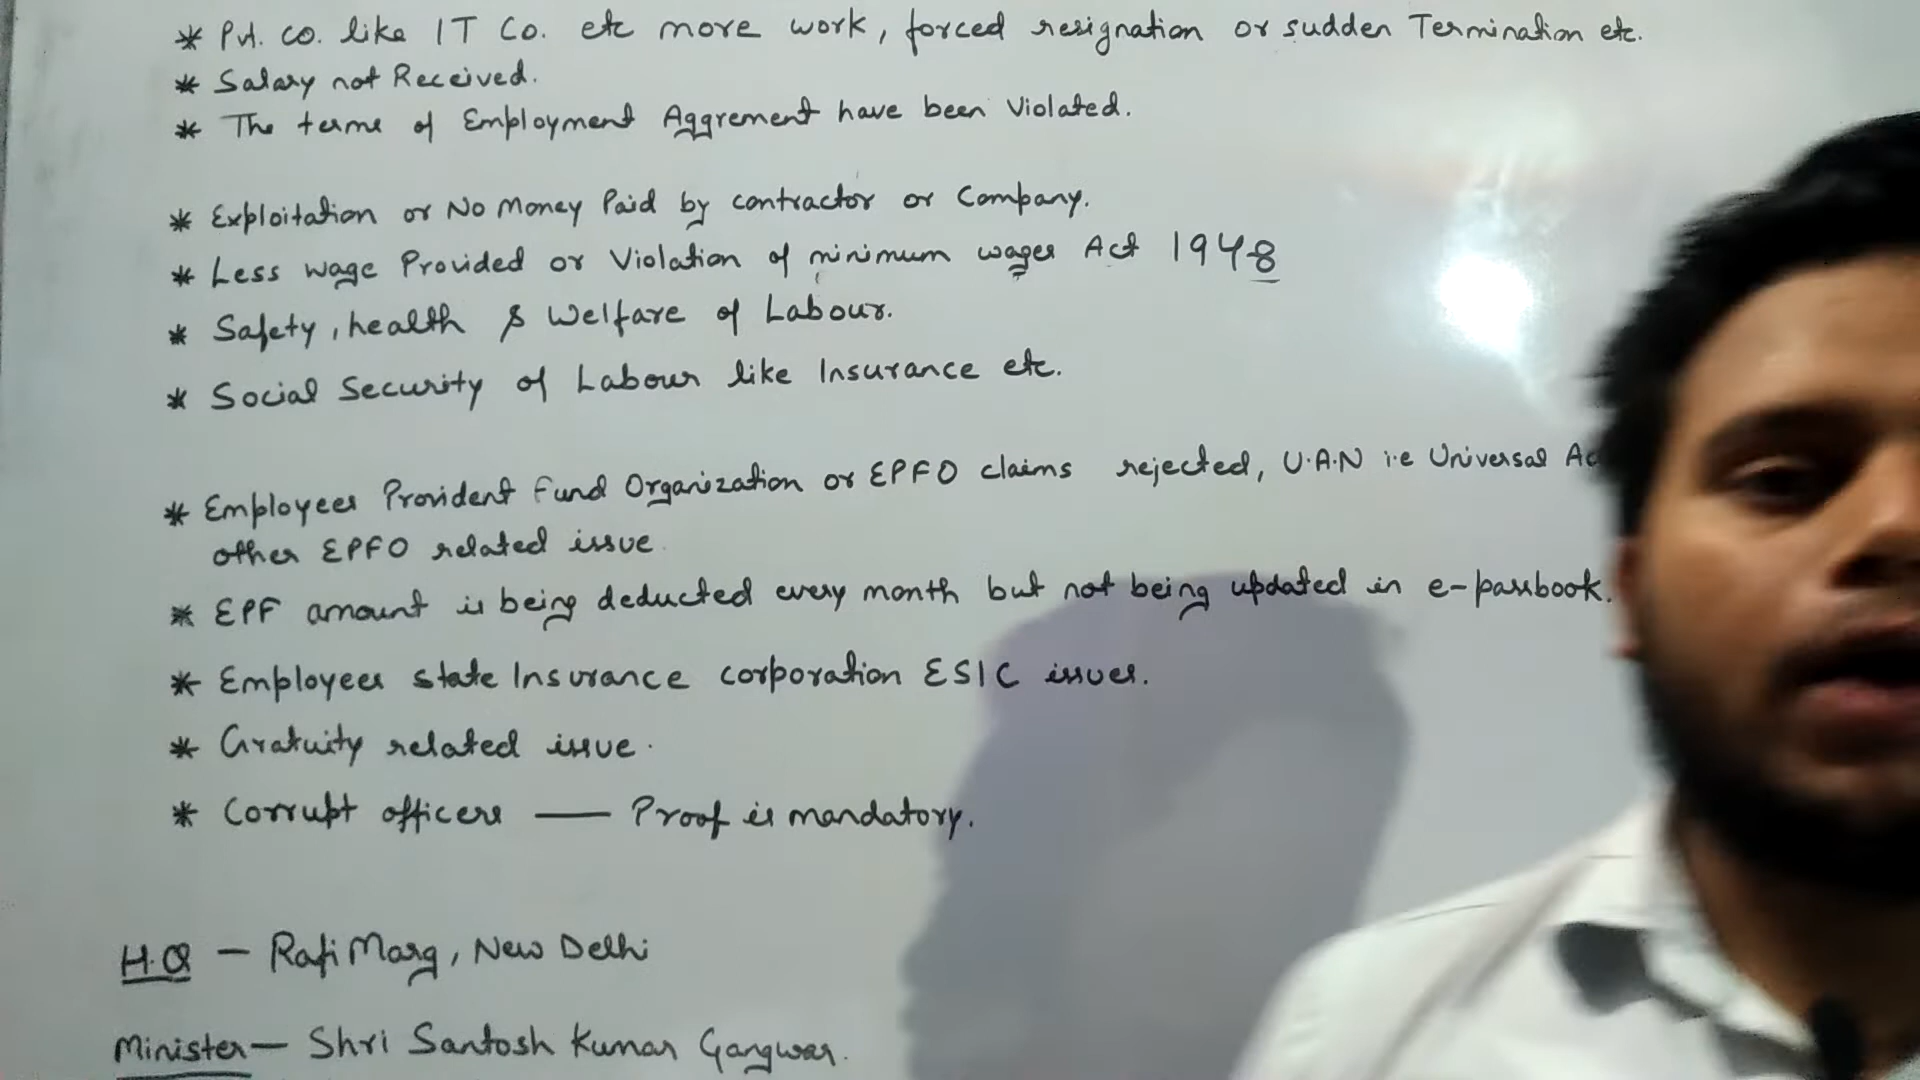 * Pvt. co. like IT Co. etc more work, forced resignation or sudden Termination etc.
* Salary not Received.
* The terms of Employment Aggrement have been Violated.
* Exploitation or No Money Paid by contractor or Company.
* Less wage Provided or Violation of minimum wages Act 1948
* Safety, health & Welfare of Labour.
* Social Security of Labour like Insurance etc.
* Employees Provident Fund Organization or EPFO claims rejected, U.A.N i.e Universal Ac
other EPFO related issue.
* EPF amount is being deducted every month but not being updated in e-passbook.
* Employees state Insurance corporation ESIC issues.
* Gratuity related issue.
* Corrupt officers — Proof is mandatory.
H.Q — Rafi Marg, New Delhi
Minister — Shri Santosh Kumar Gangwar.